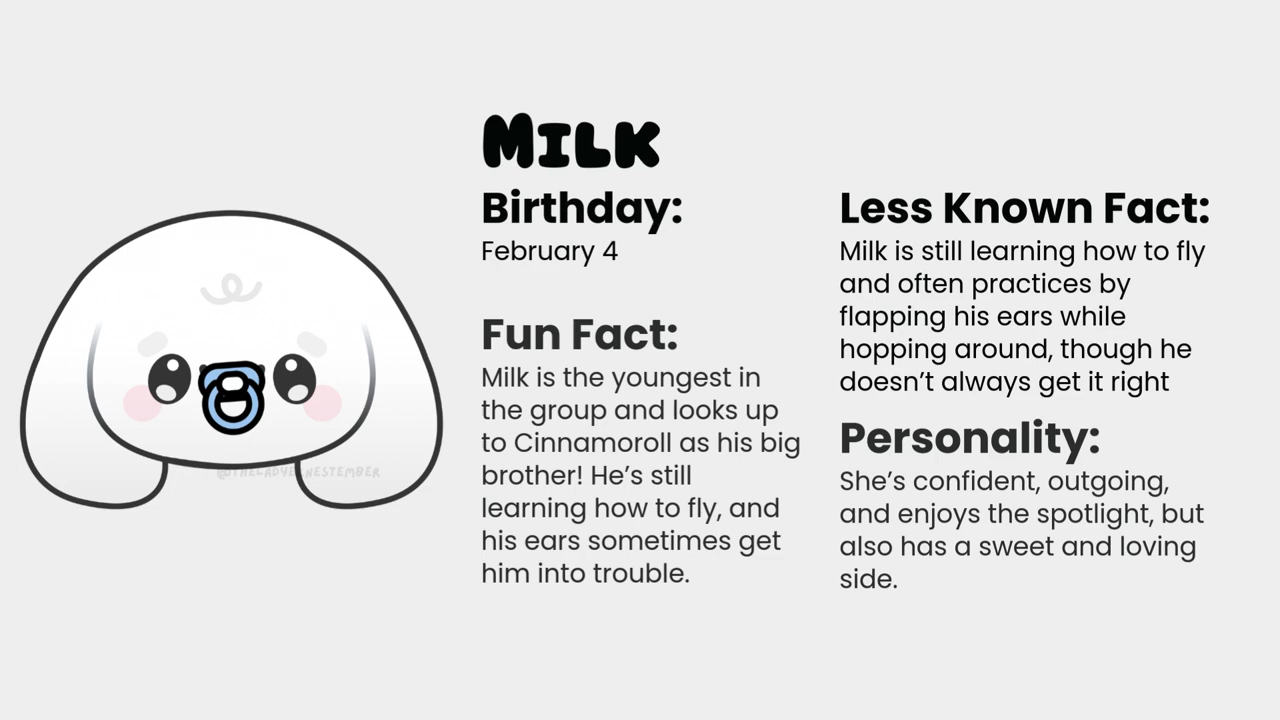 MILK
Birthday:
February 4
Fun Fact:
Milk is the youngest in
the group and looks up
to Cinnamoroll as his big
brother! He’s still
learning how to fly, and
his ears sometimes get
him into trouble.
Less Known Fact:
Milk is still learning how to fly
and often practices by
flapping his ears while
hopping around, though he
doesn’t always get it right
Personality:
She’s confident, outgoing,
and enjoys the spotlight, but
also has a sweet and loving
side.